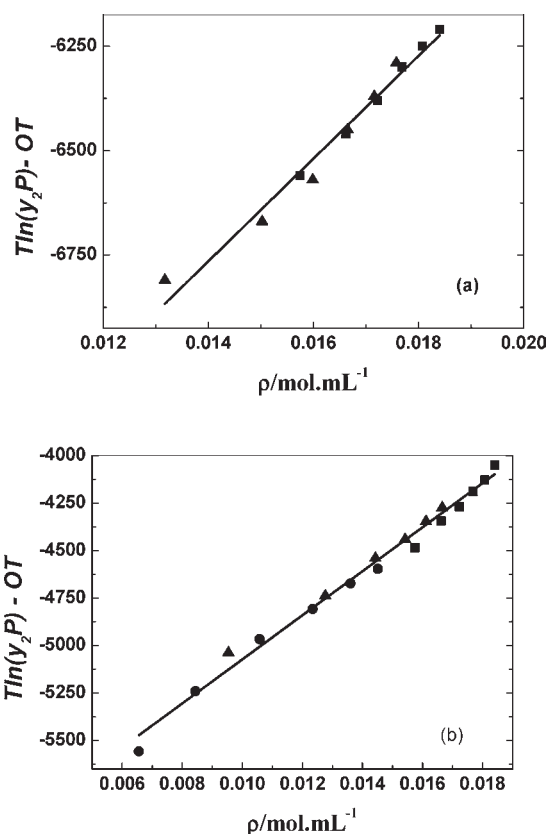 -6250
-6500
-6750
Tln(y₂P)- OT
(a)
0.012 0.014 0.016 0.018 0.020
ρ/mol.mL⁻¹
-4000
-4250
-4500
-4750
-5000
-5250
-5500
Tln(y₂P) - OT
(b)
0.006 0.008 0.010 0.012 0.014 0.016 0.018
ρ/mol.mL⁻¹